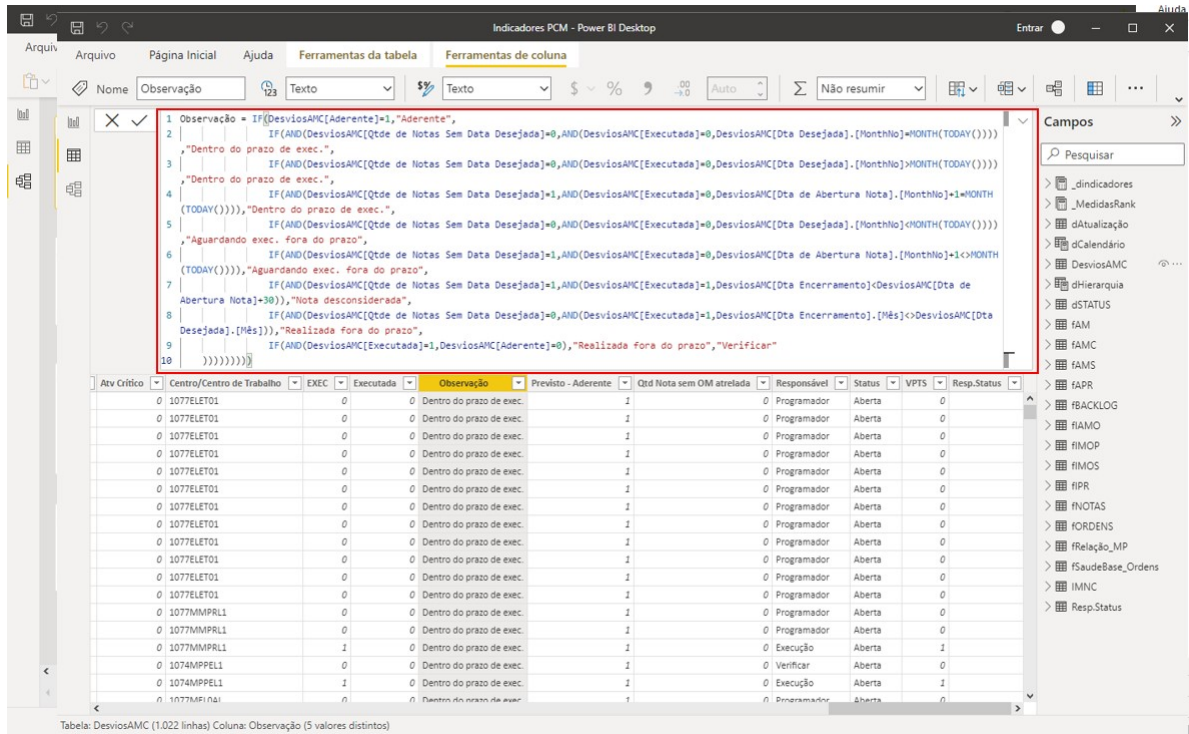 Ajuda
Indicadores PCM - Power BI Desktop
Entrar
Arquiv
Arquivo Página Inicial Ajuda Ferramentas da tabela Ferramentas de coluna
Nome Observação Texto Texto $ % Auto Não resumir
1 Observação = IF(DesviosAMC[Aderente]=1,"Aderente",
2 IF(AND(DesviosAMC[Qtde de Notas Sem Data Desejada]=0,AND(DesviosAMC[Executada]=0,DesviosAMC[Dta Desejada].[MonthNo]=MONTH(TODAY())))
,"Dentro do prazo de exec.",
3 IF(AND(DesviosAMC[Qtde de Notas Sem Data Desejada]=0,AND(DesviosAMC[Executada]=0,DesviosAMC[Dta Desejada].[MonthNo]>MONTH(TODAY())))
,"Dentro do prazo de exec.",
4 IF(AND(DesviosAMC[Qtde de Notas Sem Data Desejada]=1,AND(DesviosAMC[Executada]=0,DesviosAMC[Dta de Abertura Nota].[MonthNo]+1=MONTH
(TODAY()))),"Dentro do prazo de exec.",
5 IF(AND(DesviosAMC[Qtde de Notas Sem Data Desejada]=0,AND(DesviosAMC[Executada]=0,DesviosAMC[Dta Desejada].[MonthNo]<MONTH(TODAY())))
,"Aguardando exec. fora do prazo",
6 IF(AND(DesviosAMC[Qtde de Notas Sem Data Desejada]=1,AND(DesviosAMC[Executada]=0,DesviosAMC[Dta de Abertura Nota].[MonthNo]+1<>MONTH
(TODAY()))),"Aguardando exec. fora do prazo",
7 IF(AND(DesviosAMC[Qtde de Notas Sem Data Desejada]=1,AND(DesviosAMC[Executada]=1,DesviosAMC[Dta Encerramento]<DesviosAMC[Dta de
Abertura Nota]+30)),"Nota desconsiderada",
8 IF(AND(DesviosAMC[Qtde de Notas Sem Data Desejada]=0,AND(DesviosAMC[Executada]=1,DesviosAMC[Dta Encerramento].[Mês]<>DesviosAMC[Dta
Desejada].[Mês])),"Realizada fora do prazo",
9 IF(AND(DesviosAMC[Executada]=1,DesviosAMC[Aderente]=0),"Realizada fora do prazo","Verificar"
10 )))))))))
Atv Crítico Centro/Centro de Trabalho EXEC Executada Observação Previsto - Aderente Qtd Nota sem OM atrelada Responsável Status VPTS Resp.Status
0 1077ELET01 0 0 Dentro do prazo de exec. 1 0 Programador Aberta 0
0 1077ELET01 0 0 Dentro do prazo de exec. 1 0 Programador Aberta 0
0 1077ELET01 0 0 Dentro do prazo de exec. 1 0 Programador Aberta 0
0 1077ELET01 0 0 Dentro do prazo de exec. 1 0 Programador Aberta 0
0 1077ELET01 0 0 Dentro do prazo de exec. 1 0 Programador Aberta 0
0 1077ELET01 0 0 Dentro do prazo de exec. 1 0 Programador Aberta 0
0 1077ELET01 0 0 Dentro do prazo de exec. 1 0 Programador Aberta 0
0 1077ELET01 0 0 Dentro do prazo de exec. 1 0 Programador Aberta 0
0 1077ELET01 0 0 Dentro do prazo de exec. 1 0 Programador Aberta 0
0 1077ELET01 0 0 Dentro do prazo de exec. 1 0 Programador Aberta 0
0 1077ELET01 0 0 Dentro do prazo de exec. 1 0 Programador Aberta 0
0 1077ELET01 0 0 Dentro do prazo de exec. 1 0 Programador Aberta 0
0 1077MMPRL1 0 0 Dentro do prazo de exec. 1 0 Programador Aberta 0
0 1077MMPRL1 0 0 Dentro do prazo de exec. 1 0 Programador Aberta 0
0 1077MMPRL1 1 0 Dentro do prazo de exec. 1 0 Execução Aberta 1
0 1074MPPEL1 0 0 Dentro do prazo de exec. 1 0 Verificar Aberta 0
0 1074MPPEL1 1 0 Dentro do prazo de exec. 1 0 Execução Aberta 1
0 0 0 Dentro do prazo de exec. 1 0 Programador Aberta 0
Campos
Pesquisar
_dindicadores
_MedidasRank
dAtualização
dCalendário
DesviosAMC
dHierarquia
dSTATUS
fAM
fAMC
fAMS
fAPR
fBACKLOG
fIAMO
fIMOP
fIMOS
fIPR
fNOTAS
fORDENS
fRelação_MP
fSaudeBase_Ordens
IMNC
Resp.Status
Tabela: DesviosAMC (1.022 linhas) Coluna: Observação (5 valores distintos)